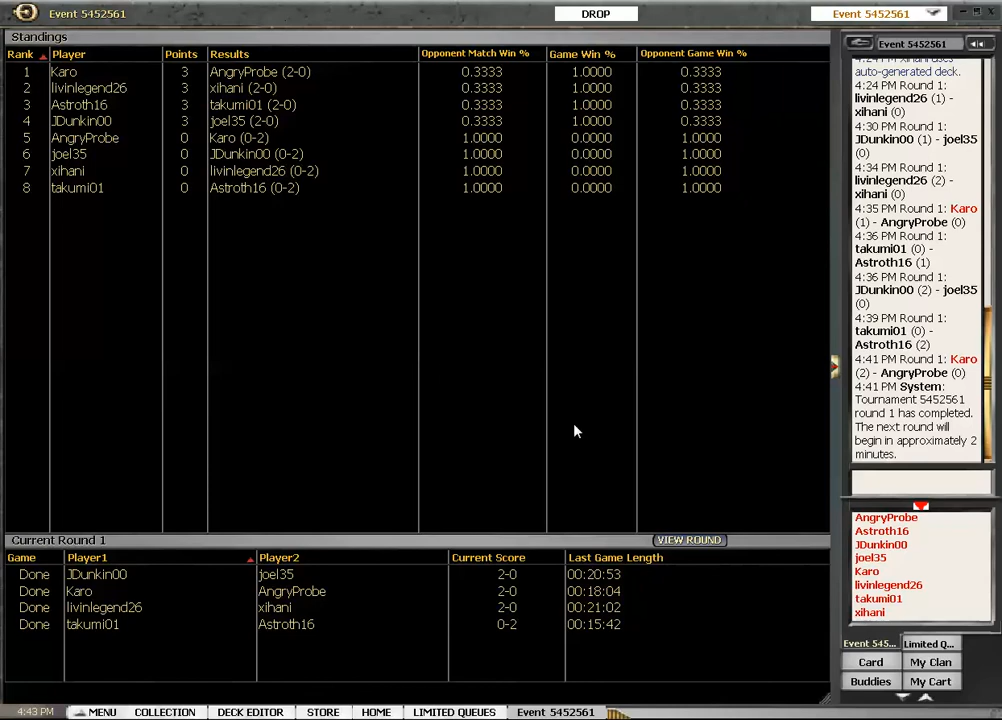 Event 5452561 DROP Event 5452561
Standings
Rank Player Points Results Opponent Match Win % Game Win % Opponent Game Win %
1 Karo 3 AngryProbe (2-0) 0.3333 1.0000 0.3333
2 livinlegend26 3 xihani (2-0) 0.3333 1.0000 0.3333
3 Astroth16 3 takumi01 (2-0) 0.3333 1.0000 0.3333
4 JDunkin00 3 joel35 (2-0) 0.3333 1.0000 0.3333
5 AngryProbe 0 Karo (0-2) 1.0000 0.0000 1.0000
6 joel35 0 JDunkin00 (0-2) 1.0000 0.0000 1.0000
7 xihani 0 livinlegend26 (0-2) 1.0000 0.0000 1.0000
8 takumi01 0 Astroth16 (0-2) 1.0000 0.0000 1.0000
Current Round 1 VIEW ROUND
Game Player1 Player2 Current Score Last Game Length
Done JDunkin00 joel35 2-0 00:20:53
Done Karo AngryProbe 2-0 00:18:04
Done livinlegend26 xihani 2-0 00:21:02
Done takumi01 Astroth16 0-2 00:15:42
Event 5452561
auto-generated deck.
4:24 PM Round 1:
livinlegend26 (1) -
xihani (0)
4:30 PM Round 1:
JDunkin00 (1) - joel35
(0)
4:34 PM Round 1:
livinlegend26 (2) -
xihani (0)
4:35 PM Round 1: Karo
(1) - AngryProbe (0)
4:36 PM Round 1:
takumi01 (0) -
Astroth16 (1)
4:36 PM Round 1:
JDunkin00 (2) - joel35
(0)
4:39 PM Round 1:
takumi01 (0) -
Astroth16 (2)
4:41 PM Round 1: Karo
(2) - AngryProbe (0)
4:41 PM System:
Tournament 5452561
round 1 has completed.
The next round will
begin in approximately 2
minutes.
AngryProbe
Astroth16
JDunkin00
joel35
Karo
livinlegend26
takumi01
xihani
Event 545... Limited Q...
Card My Clan
Buddies My Cart
4:43 PM MENU COLLECTION DECK EDITOR STORE HOME LIMITED QUEUES Event 5452561